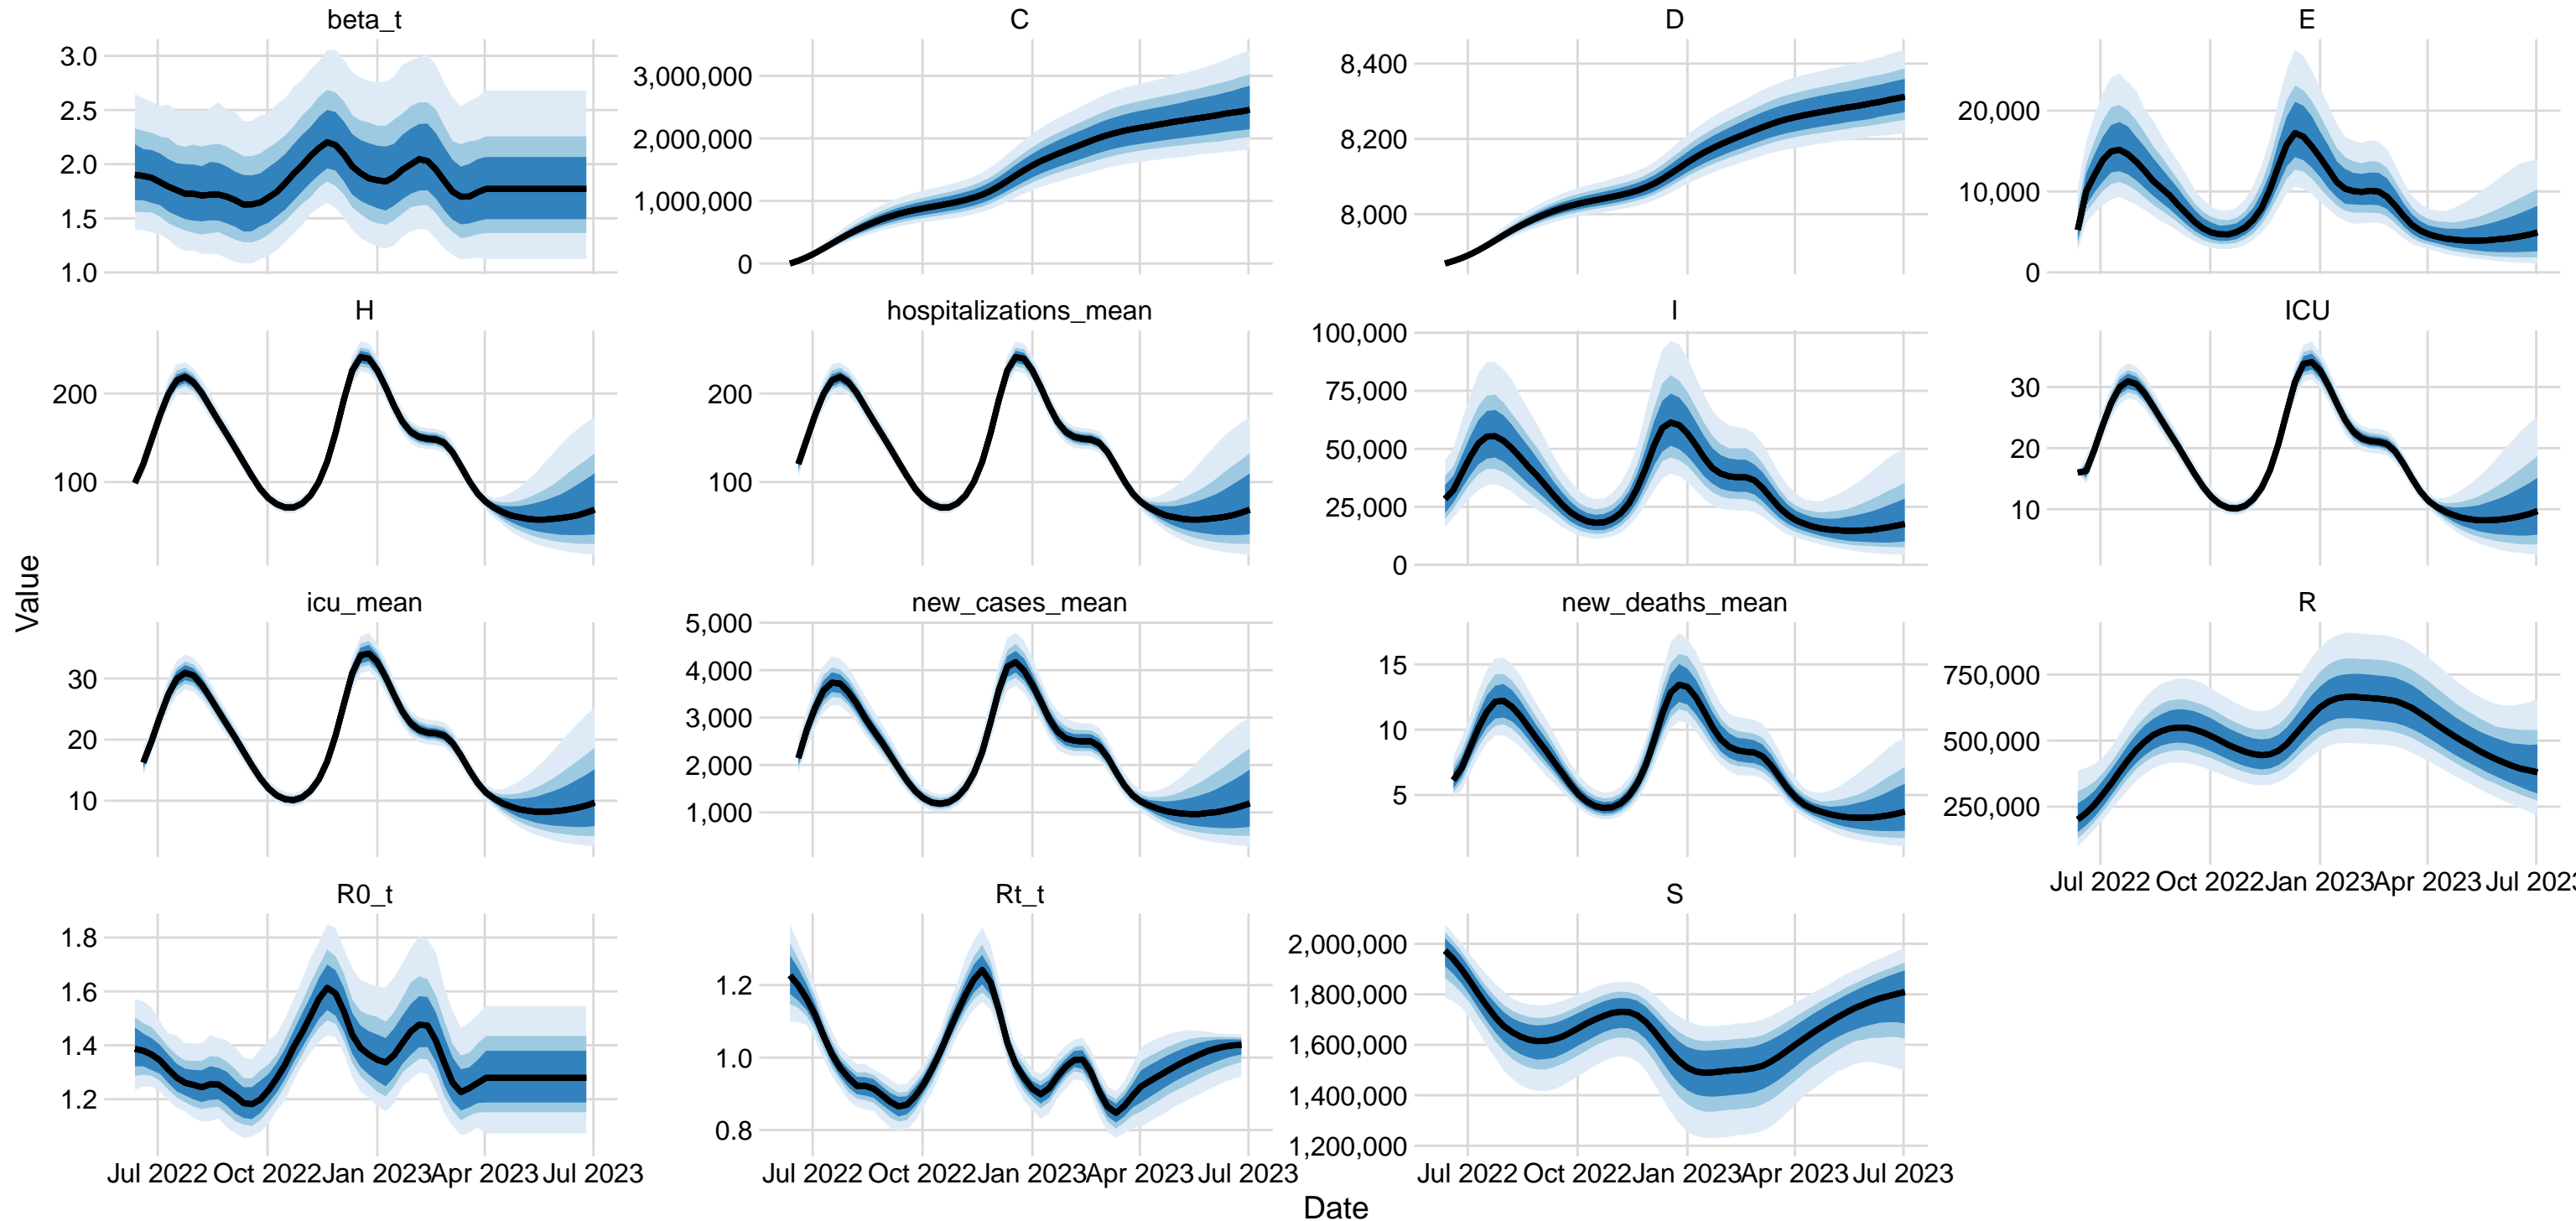 beta_t
C
D
E
3.0
2.5
2.0
1.5
1.0
3,000,000
2,000,000
1,000,000
0
8,400
8,200
8,000
20,000
10,000
0
H
hospitalizations_mean
I
ICU
200
100
200
100
100,000
75,000
50,000
25,000
0
30
20
10
Value
icu_mean
new_cases_mean
new_deaths_mean
R
30
20
10
5,000
4,000
3,000
2,000
1,000
15
10
5
750,000
500,000
250,000
Jul 2022 Oct 2022 Jan 2023 Apr 2023 Jul 2023
R0_t
Rt_t
S
1.8
1.6
1.4
1.2
1.2
1.0
0.8
2,000,000
1,800,000
1,600,000
1,400,000
1,200,000
Jul 2022 Oct 2022 Jan 2023 Apr 2023 Jul 2023
Jul 2022 Oct 2022 Jan 2023 Apr 2023 Jul 2023
Jul 2022 Oct 2022 Jan 2023 Apr 2023 Jul 2023
Date